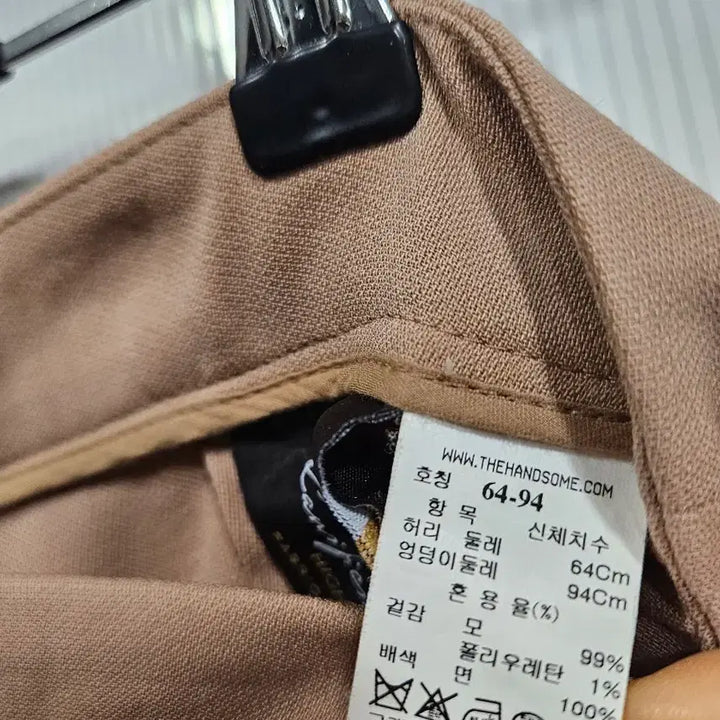 WWW.THEHANDSOME.COM
호칭 64-94
항 목 신체치수
허리 둘레 64Cm
엉덩이둘레 94Cm
혼 용 율(%)
겉감 모 99%
폴리우레탄 1%
배색 면 100%